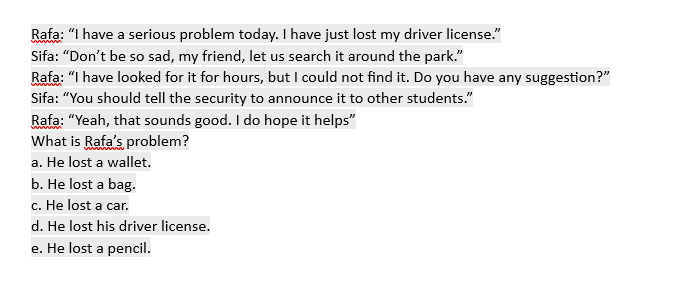 Rafa: “I have a serious problem today. I have just lost my driver license.”
Sifa: “Don’t be so sad, my friend, let us search it around the park.”
Rafa: “I have looked for it for hours, but I could not find it. Do you have any suggestion?”
Sifa: “You should tell the security to announce it to other students.”
Rafa: “Yeah, that sounds good. I do hope it helps”
What is Rafa’s problem?
a. He lost a wallet.
b. He lost a bag.
c. He lost a car.
d. He lost his driver license.
e. He lost a pencil.